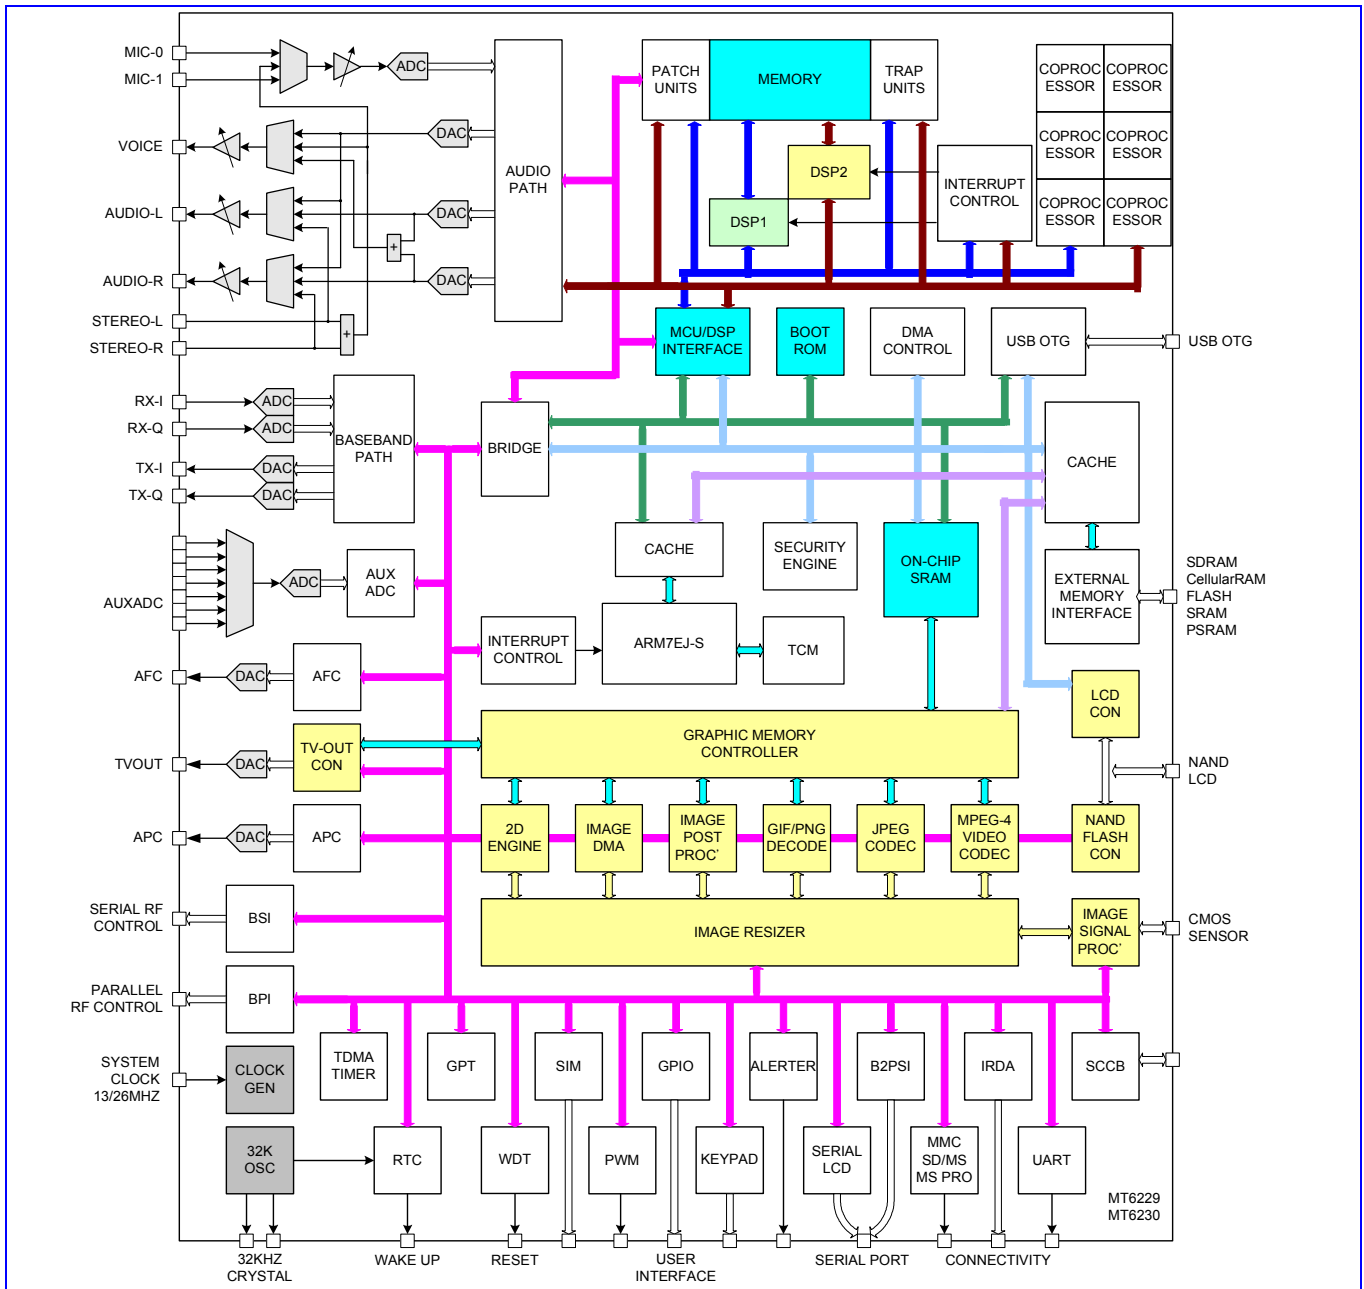 MIC-0
MIC-1
VOICE
AUDIO-L
AUDIO-R
STEREO-L
STEREO-R
ADC
DAC
DAC
DAC
+
+
AUDIO
PATH
PATCH
UNITS
MEMORY
TRAP
UNITS
DSP2
DSP1
INTERRUPT
CONTROL
COPROC
ESSOR
COPROC
ESSOR
COPROC
ESSOR
COPROC
ESSOR
COPROC
ESSOR
COPROC
ESSOR
MCU/DSP
INTERFACE
BOOT
ROM
DMA
CONTROL
USB OTG
USB OTG
RX-I
RX-Q
TX-I
TX-Q
ADC
ADC
DAC
DAC
BASEBAND
PATH
BRIDGE
CACHE
CACHE
SECURITY
ENGINE
ON-CHIP
SRAM
EXTERNAL
MEMORY
INTERFACE
SDRAM
CellularRAM
FLASH
SRAM
PSRAM
AUXADC
ADC
AUX
ADC
INTERRUPT
CONTROL
ARM7EJ-S
TCM
AFC
DAC
AFC
LCD
CON
TVOUT
DAC
TV-OUT
CON
GRAPHIC MEMORY
CONTROLLER
NAND
LCD
APC
DAC
APC
2D
ENGINE
IMAGE
DMA
IMAGE
POST
PROC'
GIF/PNG
DECODE
JPEG
CODEC
MPEG-4
VIDEO
CODEC
NAND
FLASH
CON
SERIAL RF
CONTROL
BSI
IMAGE RESIZER
IMAGE
SIGNAL
PROC'
CMOS
SENSOR
PARALLEL
RF CONTROL
BPI
SYSTEM
CLOCK
13/26MHZ
CLOCK
GEN
TDMA
TIMER
GPT
SIM
GPIO
ALERTER
B2PSI
IRDA
SCCB
32K
OSC
RTC
WDT
PWM
KEYPAD
SERIAL
LCD
MMC
SD/MS
MS PRO
UART
MT6229
MT6230
32KHZ
CRYSTAL
WAKE UP
RESET
USER
INTERFACE
SERIAL PORT
CONNECTIVITY